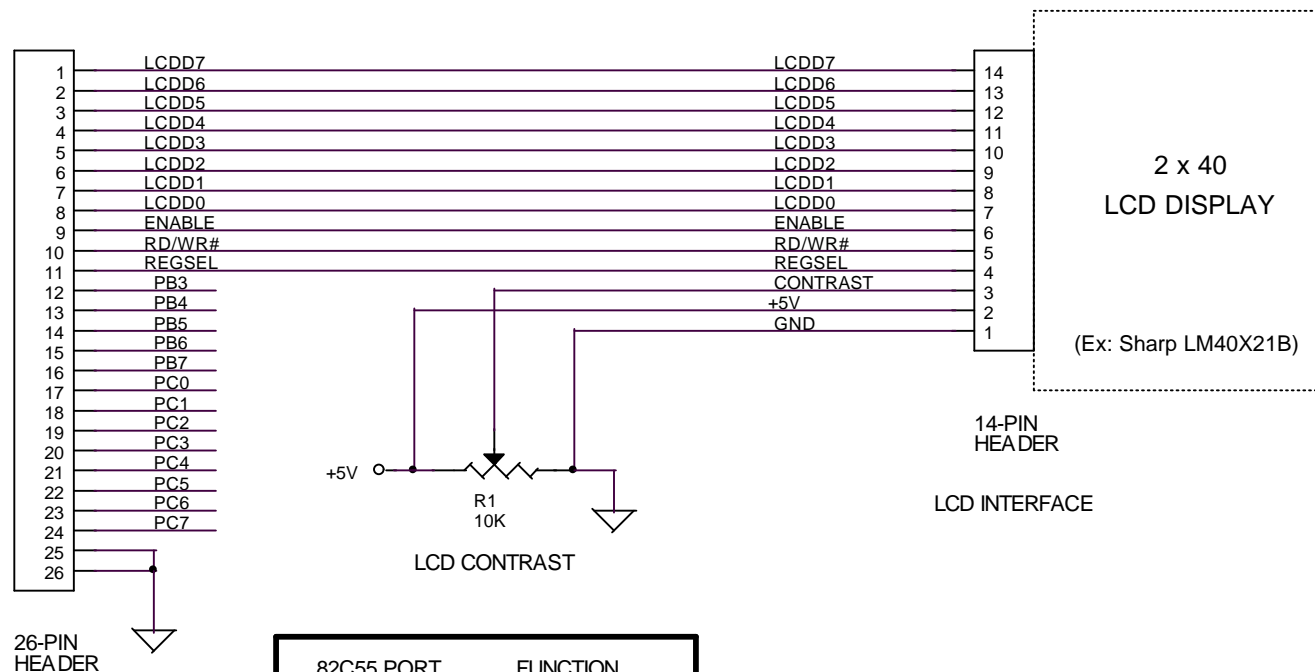 1 LCDD7 LCDD7 14
2 LCDD6 LCDD6 13
3 LCDD5 LCDD5 12
4 LCDD4 LCDD4 11
5 LCDD3 LCDD3 10
6 LCDD2 LCDD2 9
7 LCDD1 LCDD1 8
8 LCDD0 LCDD0 7
9 ENABLE ENABLE 6
10 RD/WR# RD/WR# 5
11 REGSEL REGSEL 4
12 PB3 CONTRAST 3
13 PB4 +5V 2
14 PB5 GND 1
15 PB6
16 PB7
17 PC0
18 PC1
19 PC2
20 PC3
21 PC4
22 PC5
23 PC6
24 PC7
25
26
26-PIN
HEADER
+5V
R1
10K
LCD CONTRAST
2 x 40
LCD DISPLAY
(Ex: Sharp LM40X21B)
14-PIN
HEADER
LCD INTERFACE
82C55 PORT FUNCTION